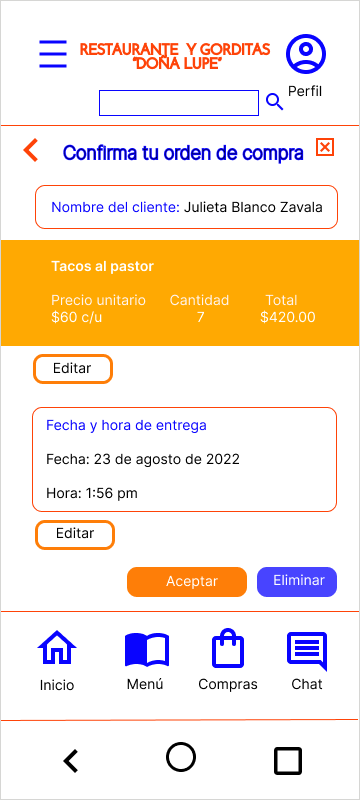 RESTAURANTE Y GORDITAS
"DOÑA LUPE"
Perfil
Confirma tu orden de compra
Nombre del cliente: Julieta Blanco Zavala
Tacos al pastor
Precio unitario Cantidad Total
$60 c/u 7 $420.00
Editar
Fecha y hora de entrega
Fecha: 23 de agosto de 2022
Hora: 1:56 pm
Editar
Aceptar Eliminar
Inicio Menú Compras Chat